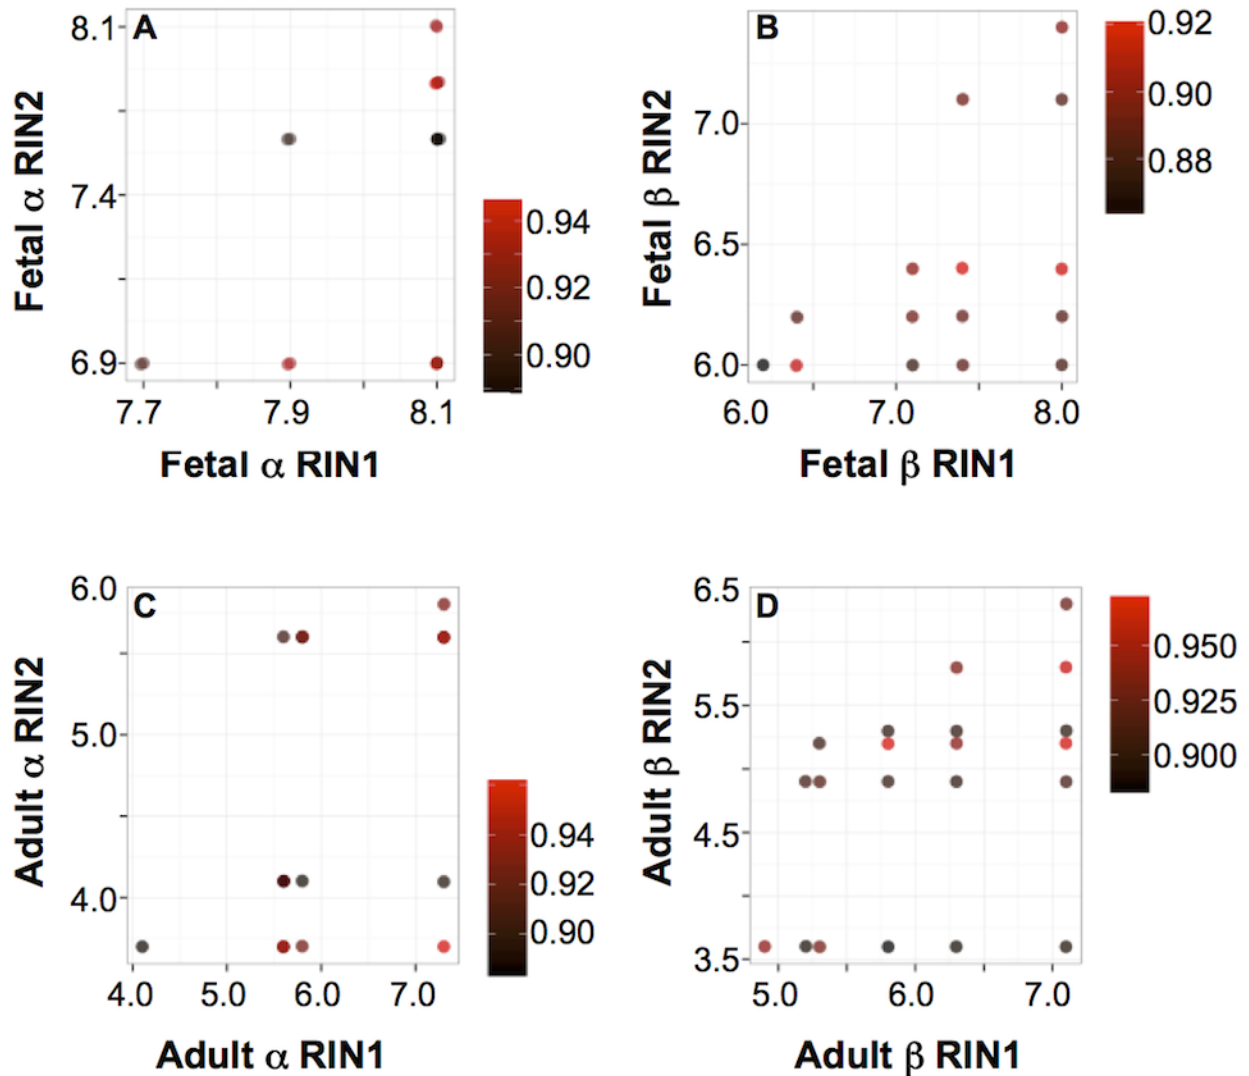 A
8.1
7.4
6.9
Fetal α RIN2
7.7 7.9 8.1
Fetal α RIN1
0.94
0.92
0.90
B
7.0
6.5
6.0
Fetal β RIN2
6.0 7.0 8.0
Fetal β RIN1
0.92
0.90
0.88
C
6.0
5.0
4.0
Adult α RIN2
4.0 5.0 6.0 7.0
Adult α RIN1
0.94
0.92
0.90
D
6.5
5.5
4.5
3.5
Adult β RIN2
5.0 6.0 7.0
Adult β RIN1
0.950
0.925
0.900